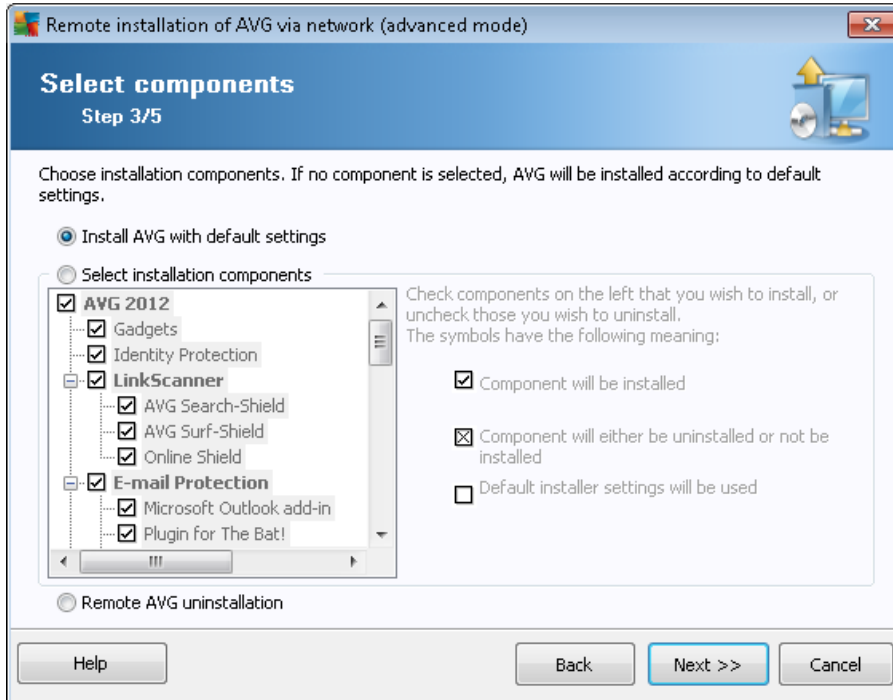 Remote installation of AVG via network (advanced mode)
Select components
Step 3/5
Choose installation components. If no component is selected, AVG will be installed according to default
settings.
Install AVG with default settings
Select installation components
AVG 2012
Gadgets
Identity Protection
LinkScanner
AVG Search-Shield
AVG Surf-Shield
Online Shield
E-mail Protection
Microsoft Outlook add-in
Plugin for The Bat!
Check components on the left that you wish to install, or
uncheck those you wish to uninstall.
The symbols have the following meaning:
Component will be installed
Component will either be uninstalled or not be
installed
Default installer settings will be used
Remote AVG uninstallation
Help
Back
Next >>
Cancel